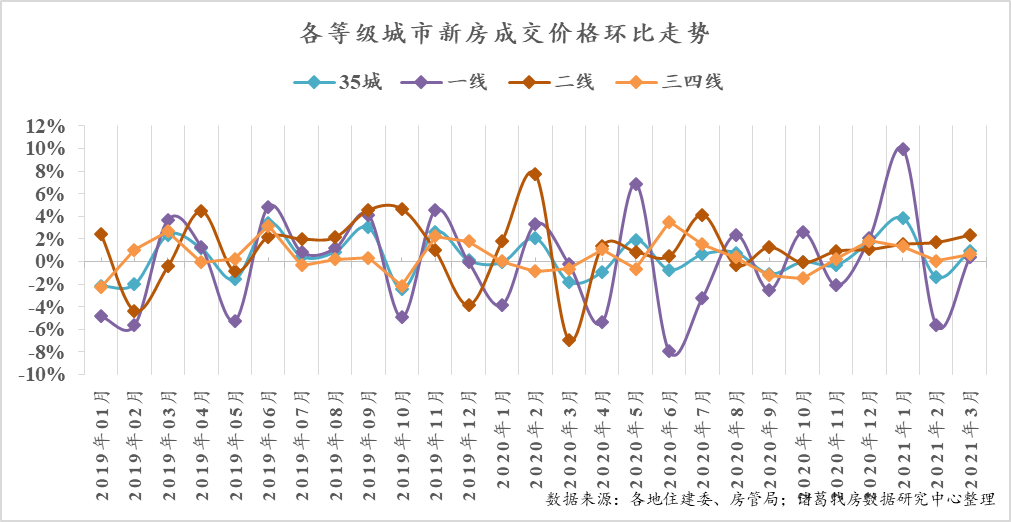 各等级城市新房成交价格环比走势
35城 一线 二线 三四线
12%
10%
8%
6%
4%
2%
0%
-2%
-4%
-6%
-8%
-10%
2019年01月
2019年02月
2019年03月
2019年04月
2019年05月
2019年06月
2019年07月
2019年08月
2019年09月
2019年10月
2019年11月
2019年12月
2020年1月
2020年2月
2020年3月
2020年4月
2020年5月
2020年6月
2020年7月
2020年8月
2020年9月
2020年10月
2020年11月
2020年12月
2021年1月
2021年2月
2021年3月
数据来源：各地住建委、房管局；诸葛找房数据研究中心整理